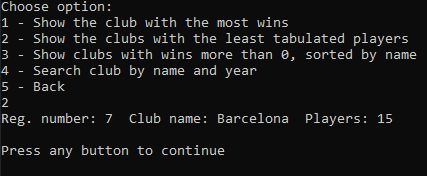 Choose option:
1 - Show the club with the most wins
2 - Show the clubs with the least tabulated players
3 - Show clubs with wins more than 0, sorted by name
4 - Search club by name and year
5 - Back
2
Reg. number: 7  Club name: Barcelona  Players: 15
Press any button to continue